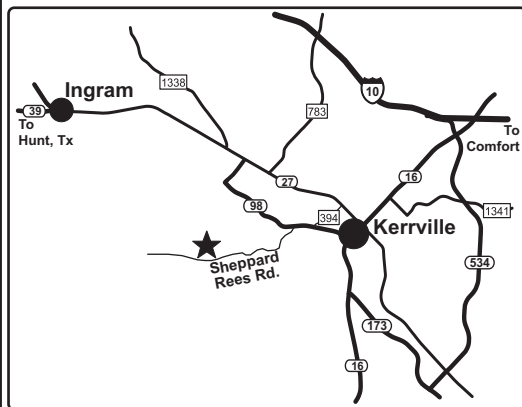 1338
10
783
Ingram
39
To
Hunt, Tx
To
Comfort
27
16
98
394
1341
Kerrville
Sheppard
Rees Rd.
534
173
16